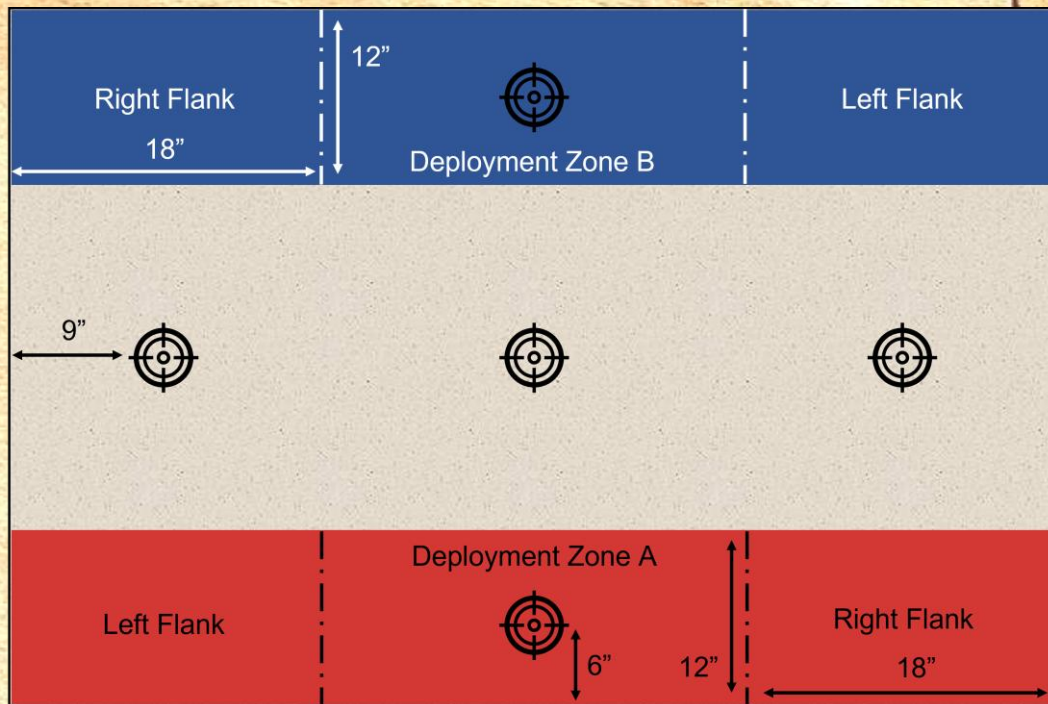 12”
Right Flank
Left Flank
18”
Deployment Zone B
9”
Deployment Zone A
Left Flank
Right Flank
6”
12”
18”